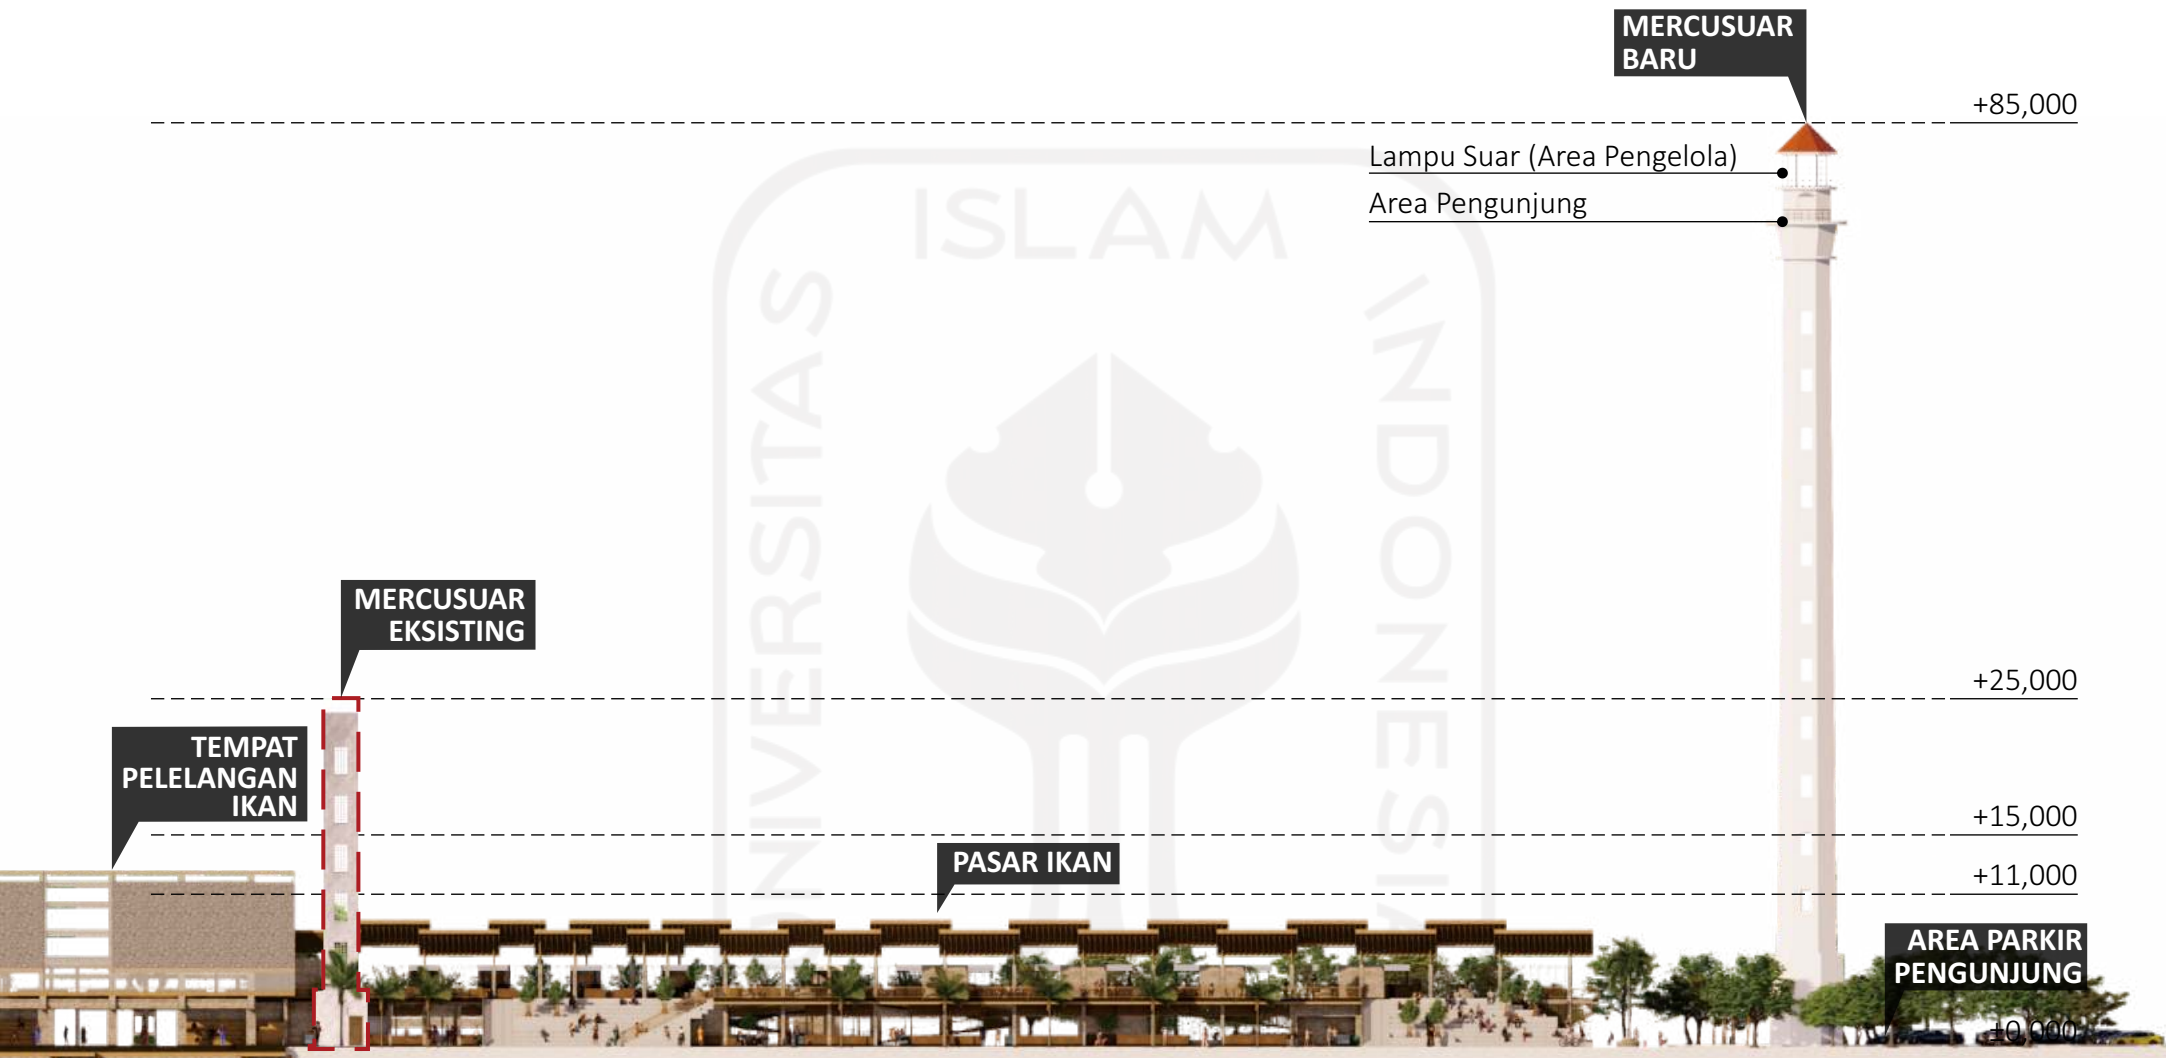 MERCUSUAR
BARU
+85,000
Lampu Suar (Area Pengelola)
Area Pengunjung
ISLAM
UNIVERSITAS
INDONESIA
MERCUSUAR
EKSISTING
+25,000
TEMPAT
PELELANGAN
IKAN
+15,000
PASAR IKAN
+11,000
AREA PARKIR
PENGUNJUNG
±0,000